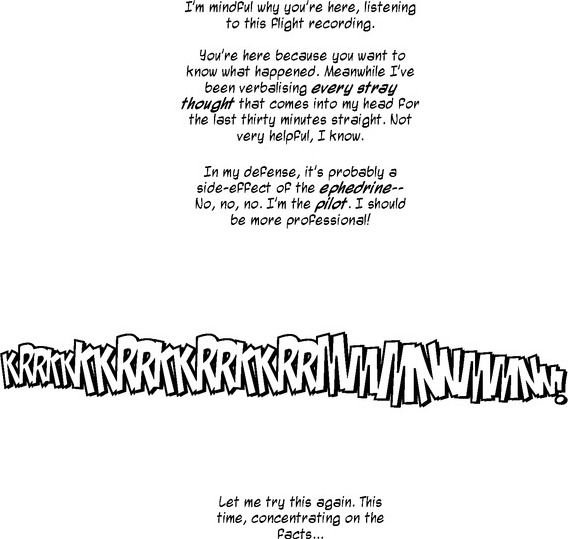 I'm mindful why you're here, listening
to this flight recording.
You're here because you want to
know what happened. Meanwhile I've
been verbalising every stray
thought that comes into my head for
the last thirty minutes straight. Not
very helpful, I know.
In my defense, it's probably a
side-effect of the ephedrine--
No, no, no. I'm the pilot. I should
be more professional!
KRRKKKKRRKKRRKKRRMMMMNNMMMNN!
Let me try this again. This
time, concentrating on the
facts...